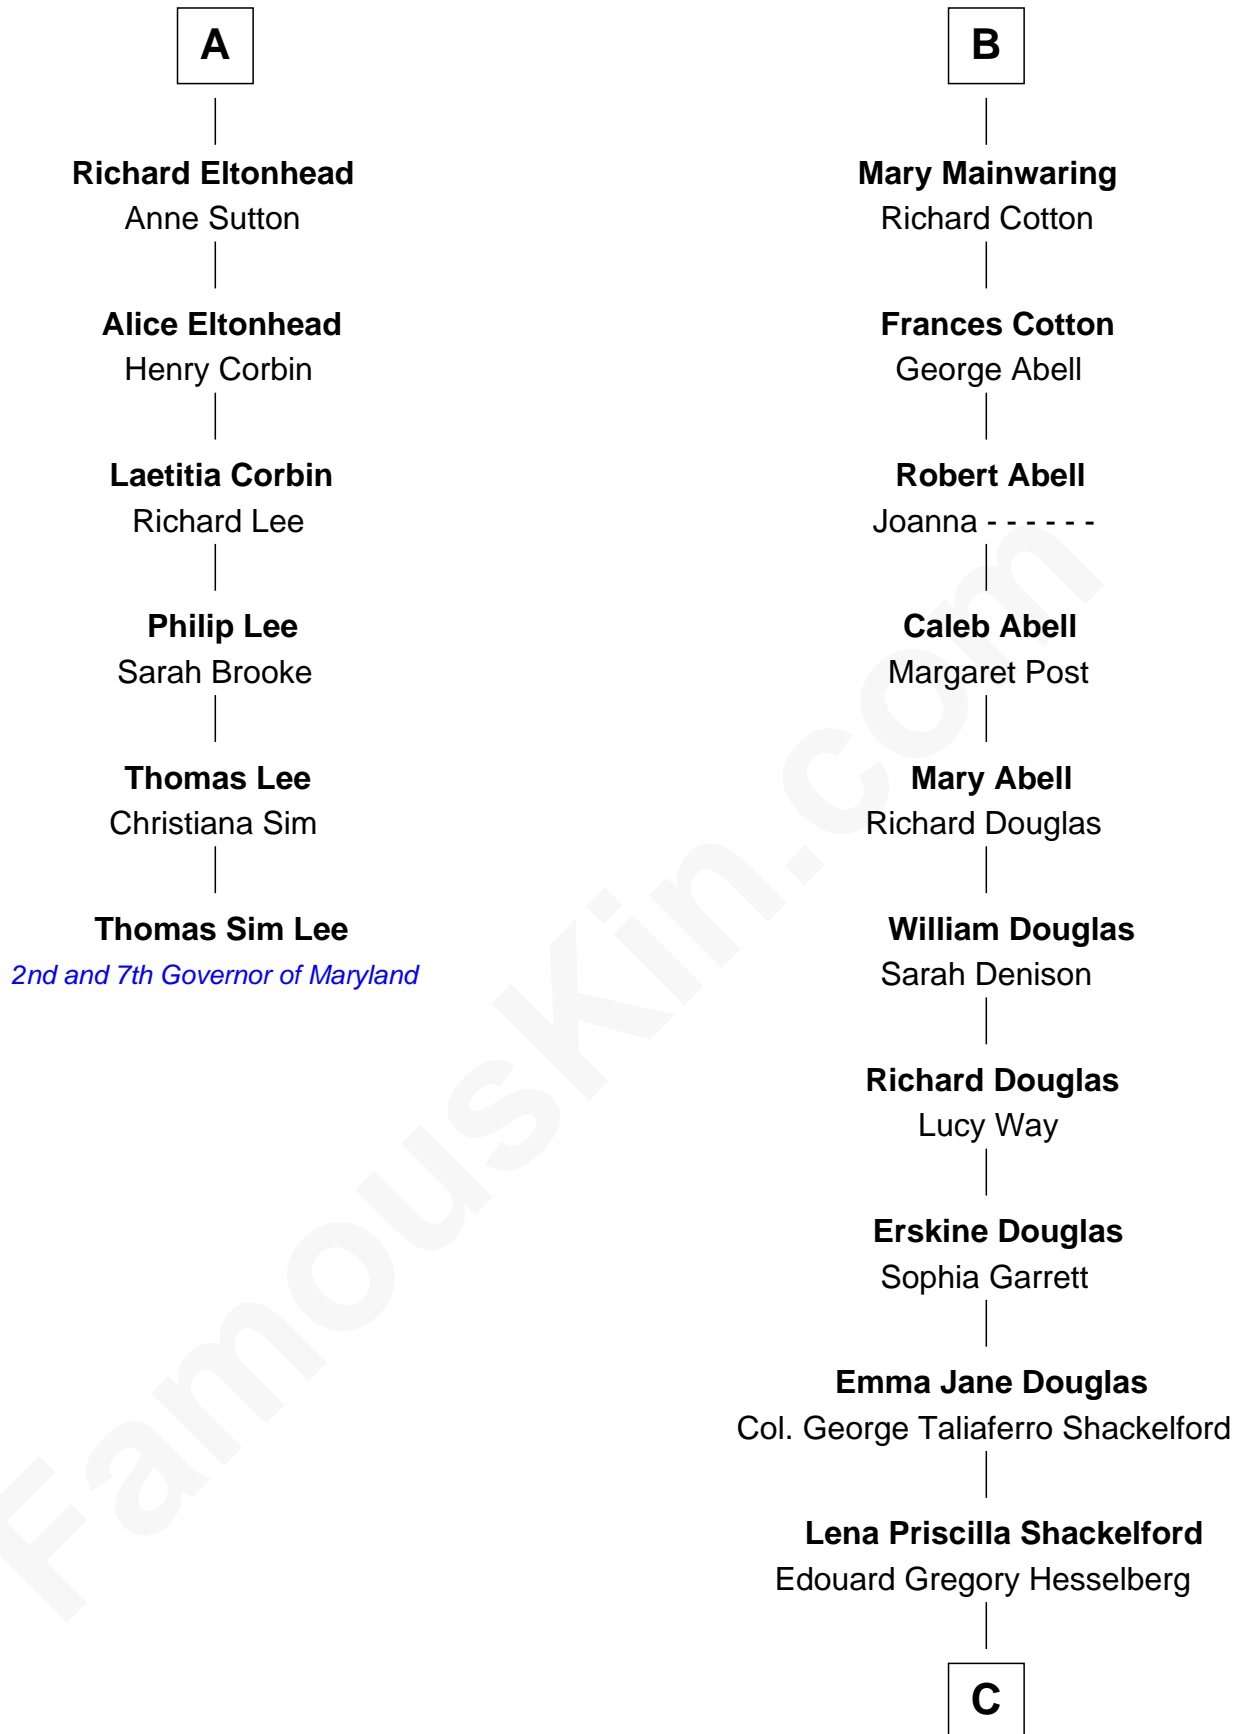 A
Richard Eltonhead
Anne Sutton
Alice Eltonhead
Henry Corbin
Laetitia Corbin
Richard Lee
Philip Lee
Sarah Brooke
Thomas Lee
Christiana Sim
Thomas Sim Lee
2nd and 7th Governor of Maryland
B
Mary Mainwaring
Richard Cotton
Frances Cotton
George Abell
Robert Abell
Joanna - - - - - -
Caleb Abell
Margaret Post
Mary Abell
Richard Douglas
William Douglas
Sarah Denison
Richard Douglas
Lucy Way
Erskine Douglas
Sophia Garrett
Emma Jane Douglas
Col. George Taliaferro Shackelford
Lena Priscilla Shackelford
Edouard Gregory Hesselberg
C
FamousKin.com